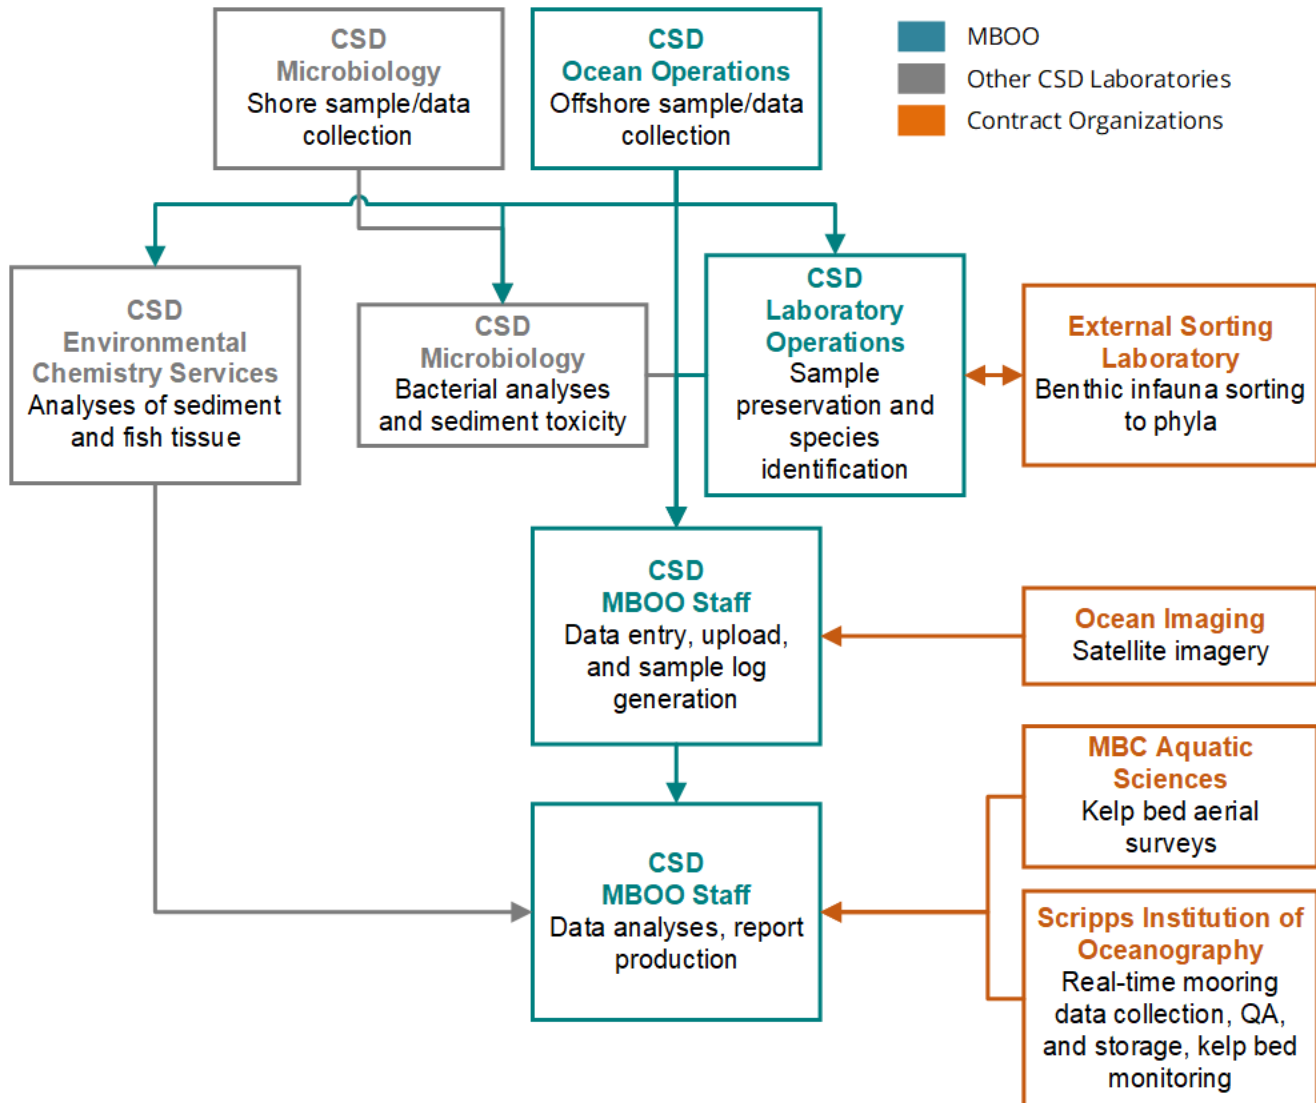 CSD
Microbiology
Shore sample/data
collection
CSD
Ocean Operations
Offshore sample/data
collection
MBOO
Other CSD Laboratories
Contract Organizations
CSD
Environmental
Chemistry Services
Analyses of sediment
and fish tissue
CSD
Microbiology
Bacterial analyses
and sediment toxicity
CSD
Laboratory
Operations
Sample
preservation and
species
identification
External Sorting
Laboratory
Benthic infauna sorting
to phyla
CSD
MBOO Staff
Data entry, upload,
and sample log
generation
Ocean Imaging
Satellite imagery
MBC Aquatic
Sciences
Kelp bed aerial
surveys
CSD
MBOO Staff
Data analyses, report
production
Scripps Institution of
Oceanography
Real-time mooring
data collection, QA,
and storage, kelp bed
monitoring